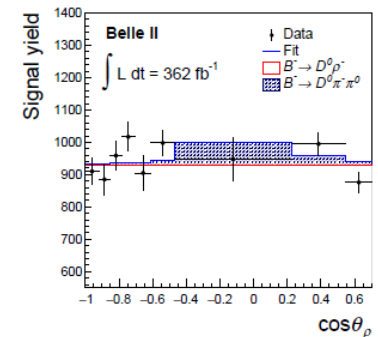 Signal yield
1400
1300
1200
1100
1000
900
800
700
600
Belle II
∫ L dt = 362 fb⁻¹
Data
Fit
B⁻→ D⁰ρ⁻
B⁻→ D⁰π⁻π⁰
-1 -0.8 -0.6 -0.4 -0.2 0 0.2 0.4 0.6
cosθρ